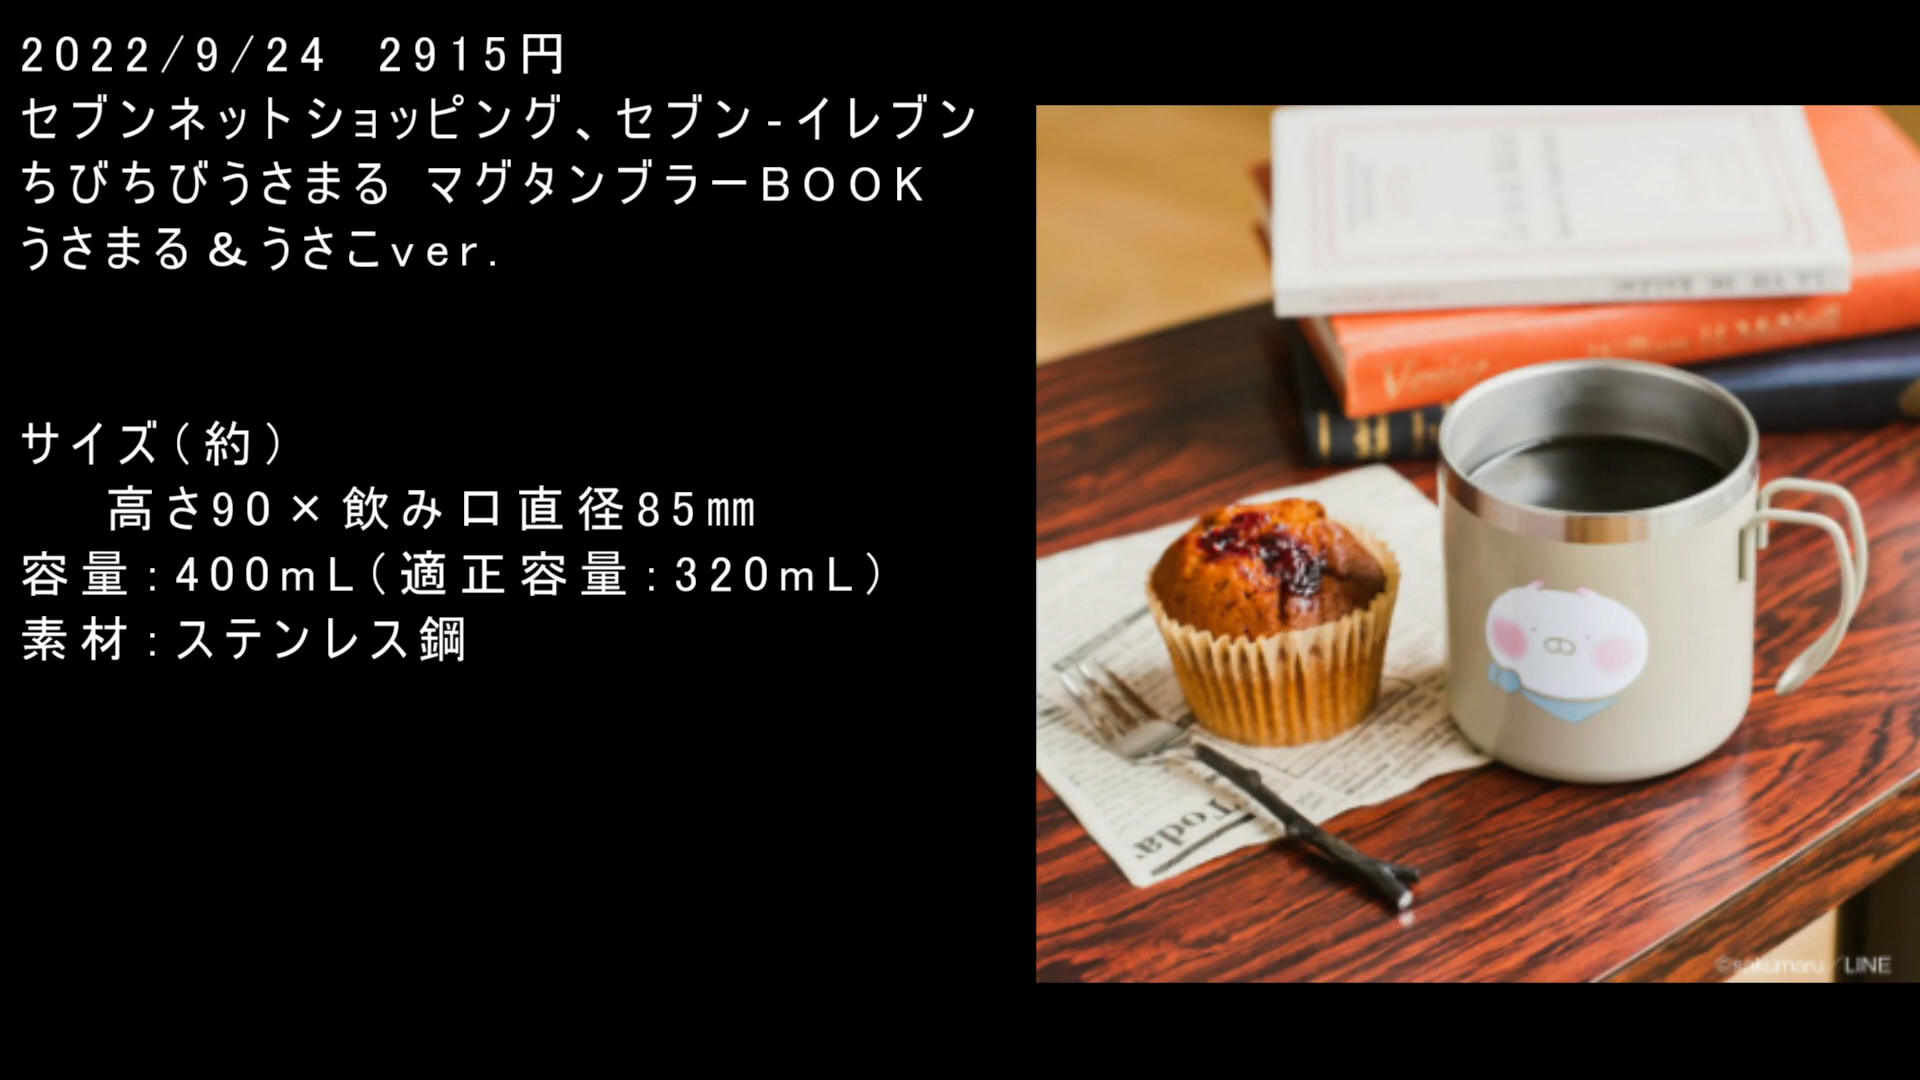 2022/9/24 2915円
セブンネットショッピング、セブン-イレブン
ちびちびうさまる マグタンブラーBOOK
うさまる&うさこver.
サイズ(約)
高さ90×飲み口直径85㎜
容量:400mL(適正容量:320mL)
素材:ステンレス鋼
Venice
Toda
©sakumaru/LINE